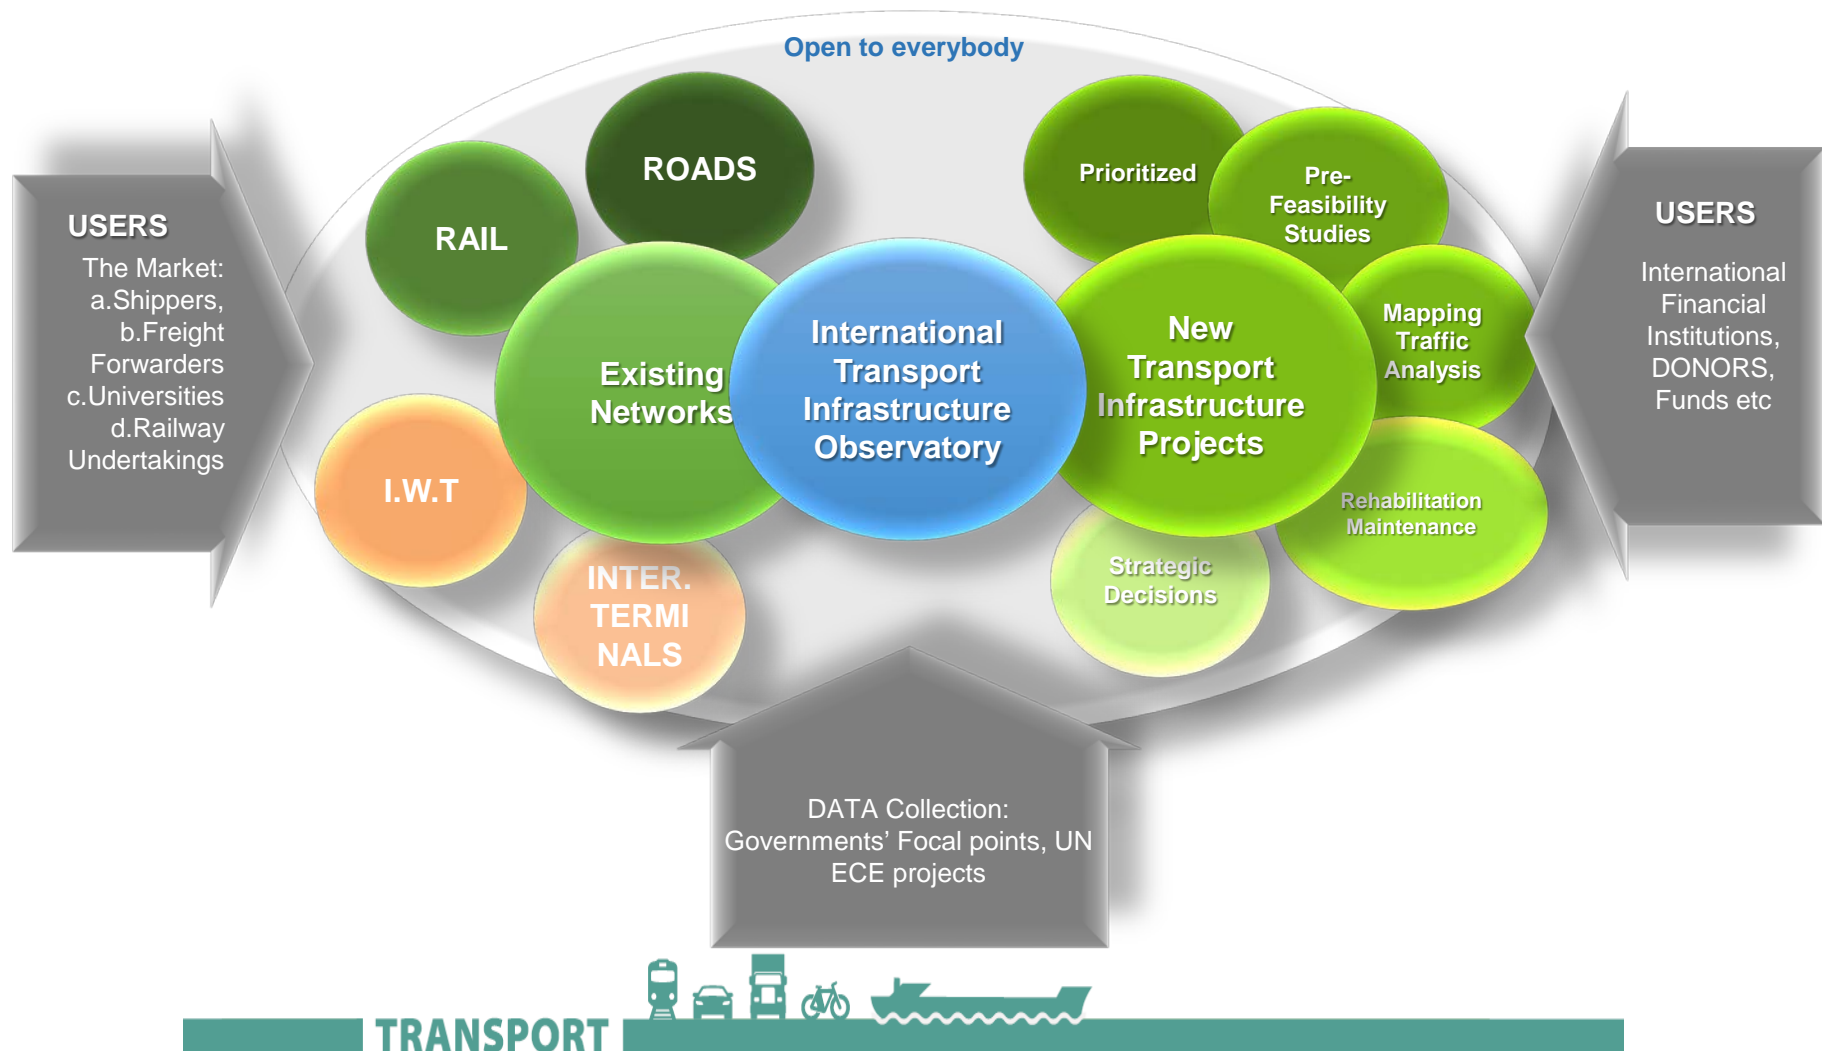 Open to everybody
USERS
The Market:
a.Shippers,
b.Freight
Forwarders
c.Universities
d.Railway
Undertakings
RAIL
ROADS
I.W.T
INTER.
TERMI
NALS
Existing
Networks
International
Transport
Infrastructure
Observatory
New
Transport
Infrastructure
Projects
Prioritized
Pre-
Feasibility
Studies
Mapping
Traffic
Analysis
Rehabilitation
Maintenance
Strategic
Decisions
USERS
International
Financial
Institutions,
DONORS,
Funds etc
DATA Collection:
Governments’ Focal points, UN
ECE projects
TRANSPORT